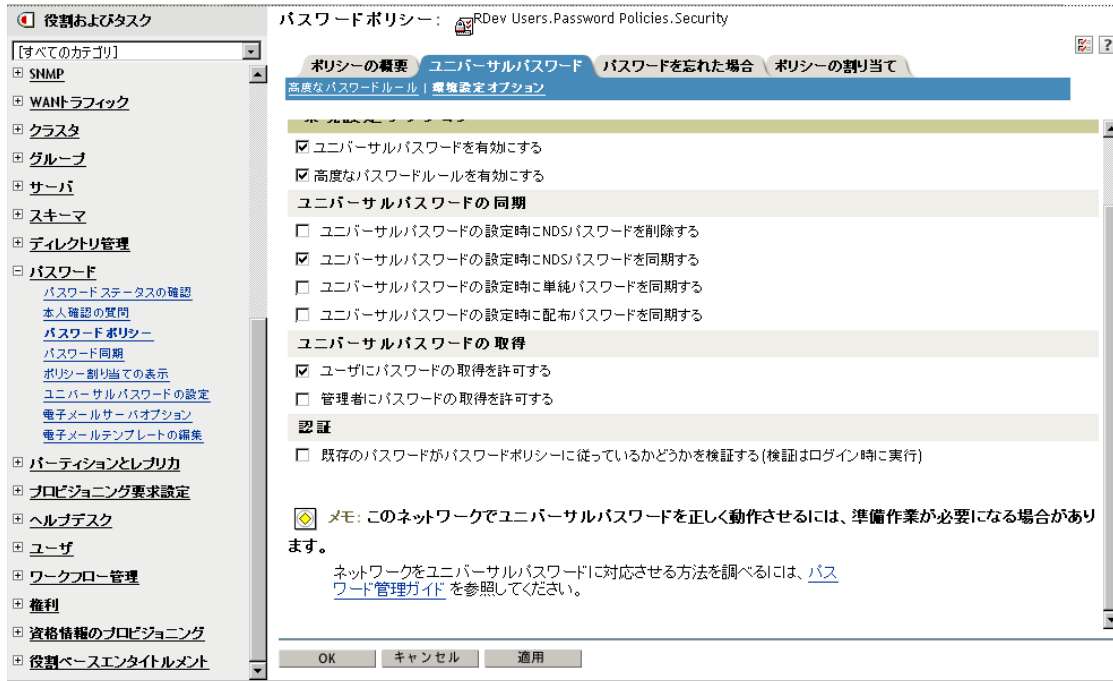 役割およびタスク
[すべてのカテゴリ]
SNMP
WANトラフィック
クラスタ
グループ
サーバ
スキーマ
ディレクトリ管理
パスワード
パスワード ステータスの確認
本人確認の質問
パスワード ポリシー
パスワード同期
ポリシー割り当ての表示
ユニバーサルパスワードの設定
電子メールサーバオプション
電子メールテンプレートの編集
パーティションとレプリカ
プロビジョニング要求設定
ヘルプデスク
ユーザ
ワークフロー管理
権利
資格情報のプロビジョニング
役割ベースエンタイトルメント
パスワードポリシー: RDev Users.Password Policies.Security
?
ポリシーの概要 ユニバーサルパスワード パスワードを忘れた場合 ポリシーの割り当て
高度なパスワードルール | 環境設定オプション
ユニバーサルパスワードを有効にする
高度なパスワードルールを有効にする
ユニバーサルパスワードの同期
ユニバーサルパスワードの設定時にNDSパスワードを削除する
ユニバーサルパスワードの設定時にNDSパスワードを同期する
ユニバーサルパスワードの設定時に単純パスワードを同期する
ユニバーサルパスワードの設定時に配布パスワードを同期する
ユニバーサルパスワードの取得
ユーザにパスワードの取得を許可する
管理者にパスワードの取得を許可する
認証
既存のパスワードがパスワードポリシーに従っているかどうかを検証する(検証はログイン時に実行)
メモ: このネットワークでユニバーサルパスワードを正しく動作させるには、準備作業が必要になる場合があり
ます。
ネットワークをユニバーサルパスワードに対応させる方法を調べるには、パス
ワード管理ガイド を参照してください。
OK キャンセル 適用